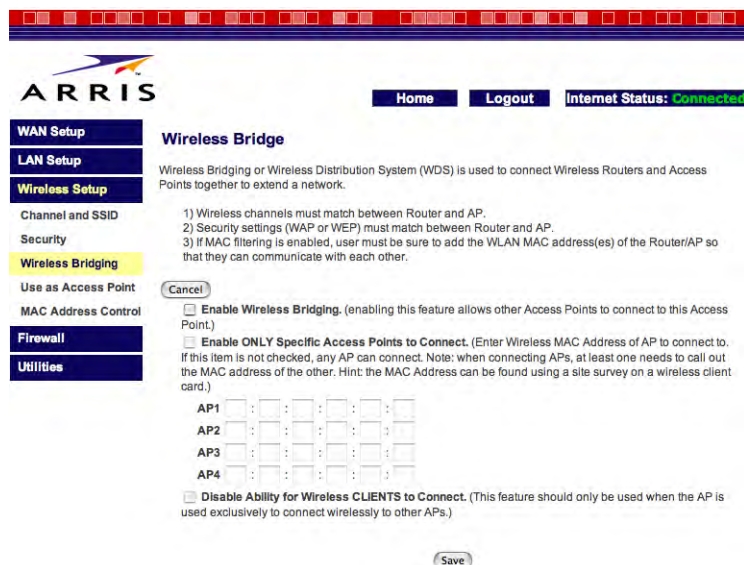 ARRIS
Home Logout Internet Status: Connected
WAN Setup
LAN Setup
Wireless Setup
Channel and SSID
Security
Wireless Bridging
Use as Access Point
MAC Address Control
Firewall
Utilities
Wireless Bridge
Wireless Bridging or Wireless Distribution System (WDS) is used to connect Wireless Routers and Access
Points together to extend a network.
1) Wireless channels must match between Router and AP.
2) Security settings (WAP or WEP) must match between Router and AP.
3) If MAC filtering is enabled, user must be sure to add the WLAN MAC address(es) of the Router/AP so
that they can communicate with each other.
Cancel
Enable Wireless Bridging. (enabling this feature allows other Access Points to connect to this Access
Point.)
Enable ONLY Specific Access Points to Connect. (Enter Wireless MAC Address of AP to connect to.
If this item is not checked, any AP can connect. Note: when connecting APs, at least one needs to call out
the MAC address of the other. Hint: the MAC Address can be found using a site survey on a wireless client
card.)
AP1 : : : : :
AP2 : : : : :
AP3 : : : : :
AP4 : : : : :
Disable Ability for Wireless CLIENTS to Connect. (This feature should only be used when the AP is
used exclusively to connect wirelessly to other APs.)
Save